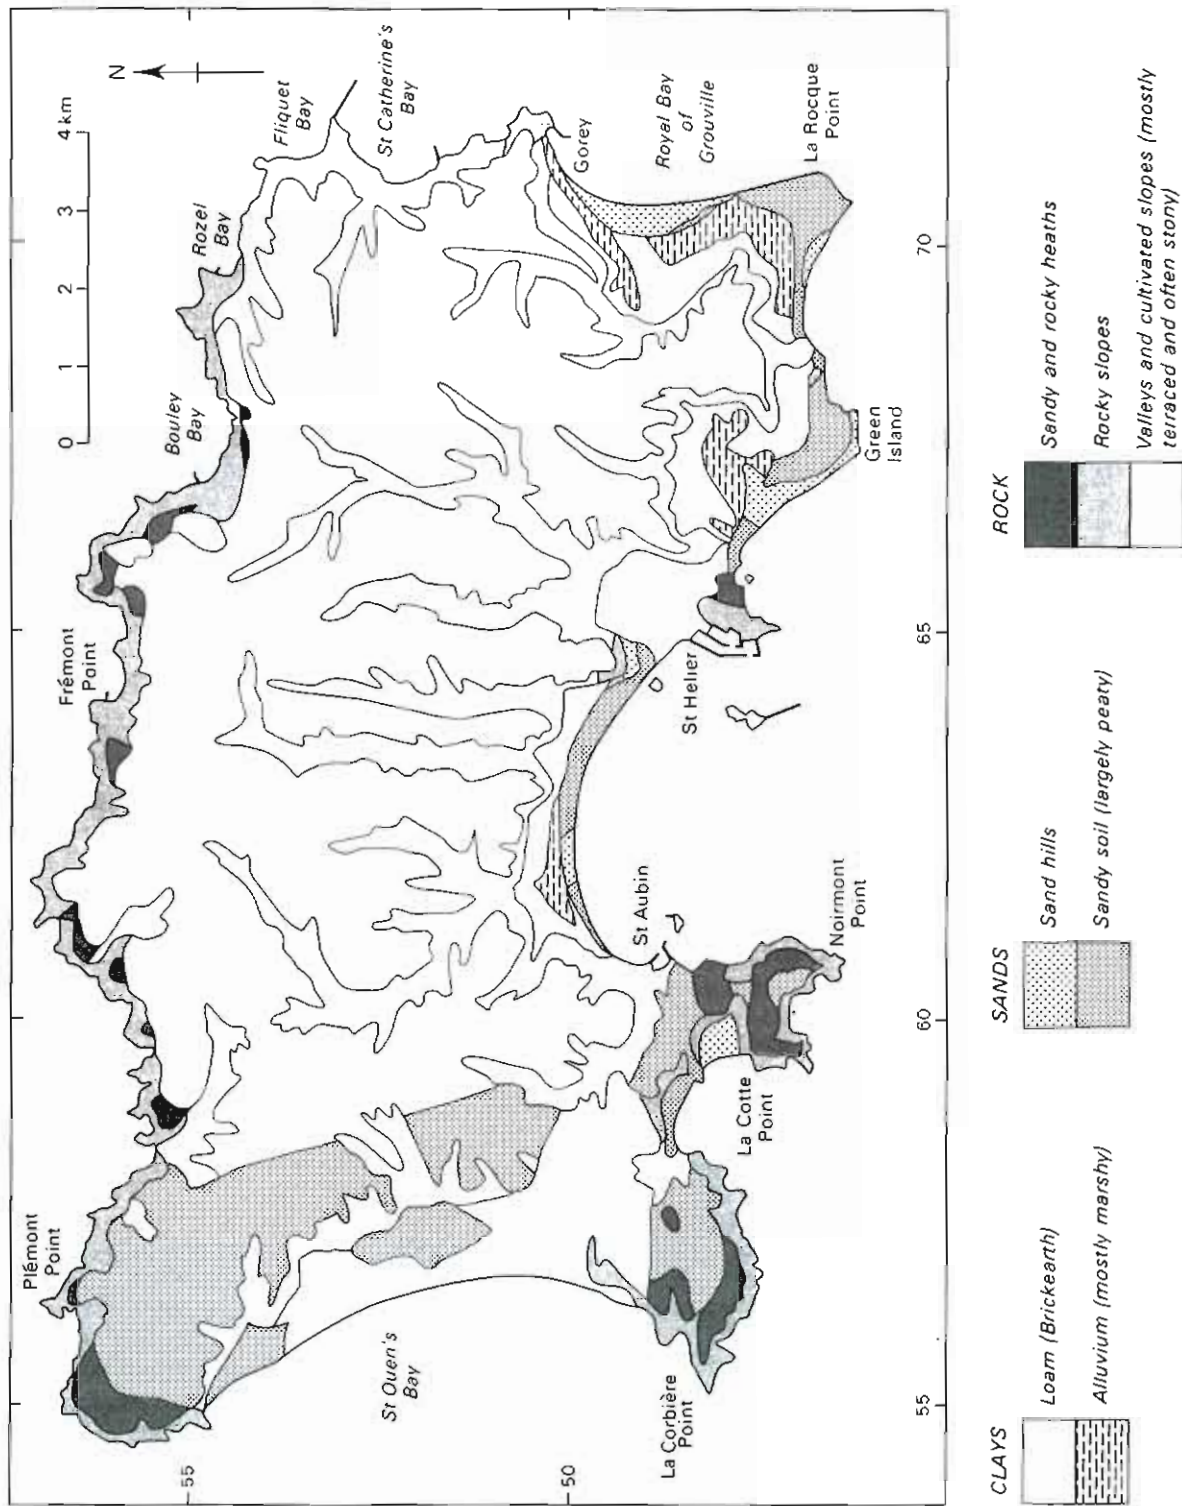 N
0 1 2 3 4 km
Plémont
Point
Frémont
Point
Bouley
Bay
Rozel
Bay
Fliquet
Bay
St Catherine's
Bay
55
50
St Ouen's
Bay
La Corbière
Point
La Cotte
Point
St Aubin
Noirmont
Point
St Helier
Green
Island
Gorey
Royal Bay
of
Grouville
La Rocque
Point
55
60
65
70
CLAYS
Loam (Brickearth)
Alluvium (mostly marshy)
SANDS
Sand hills
Sandy soil (largely peaty)
ROCK
Sandy and rocky heaths
Rocky slopes
Valleys and cultivated slopes (mostly
terraced and often stony)